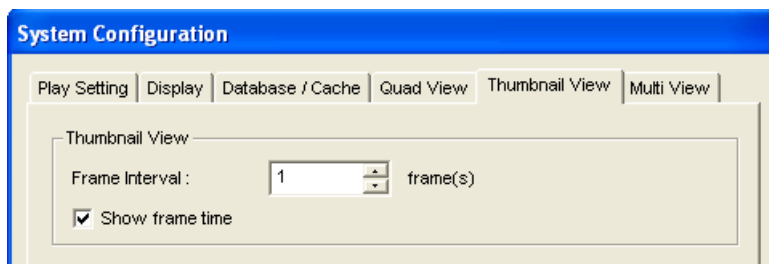 System Configuration
Play Setting Display Database / Cache Quad View Thumbnail View Multi View
Thumbnail View
Frame Interval : 1 frame(s)
Show frame time